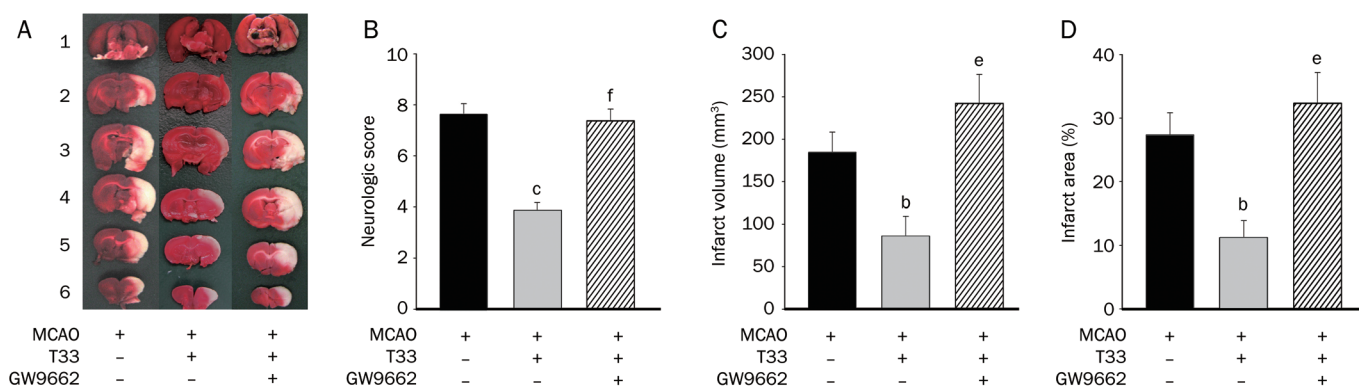 A
1
2
3
4
5
6
MCAO + + +
T33 – + +
GW9662 – – +
B
Neurologic score
10
8
6
4
2
0
c
f
MCAO + + +
T33 – + +
GW9662 – – +
C
Infarct volume (mm³)
300
250
200
150
100
50
0
b
e
MCAO + + +
T33 – + +
GW9662 – – +
D
Infarct area (%)
40
30
20
10
0
b
e
MCAO + + +
T33 – + +
GW9662 – – +